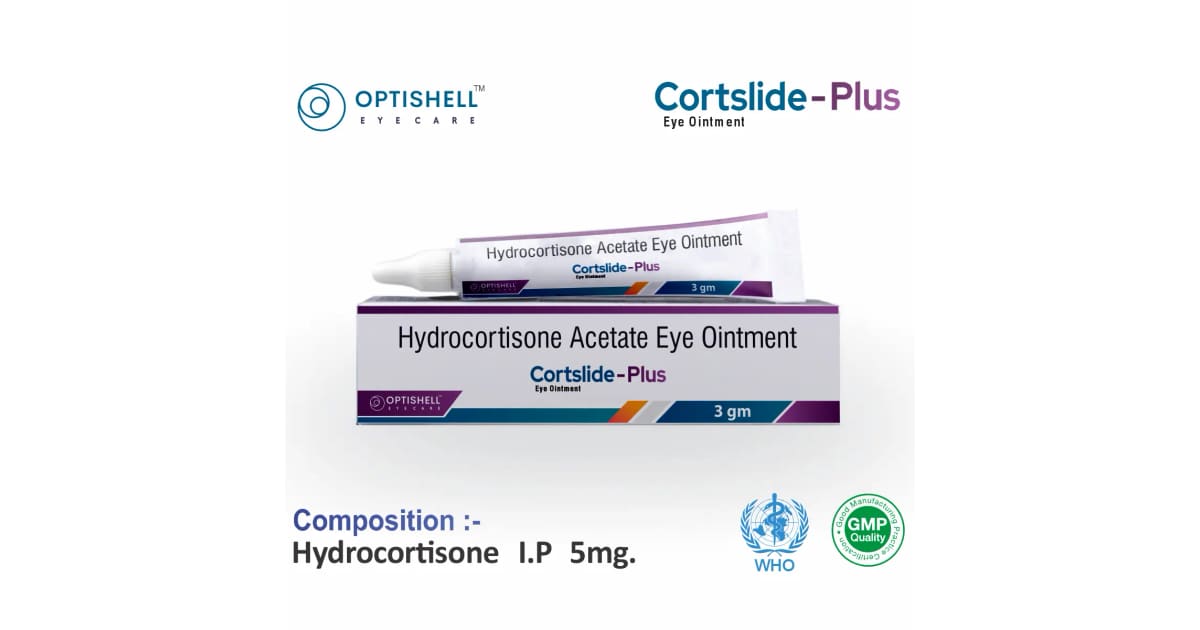 OPTISHELL™
EYECARE
Cortslide-Plus
Eye Ointment
Hydrocortisone Acetate Eye Ointment
Cortslide-Plus
Eye Ointment
OPTISHELL
EYECARE
3 gm
Hydrocortisone Acetate Eye Ointment
Cortslide-Plus
Eye Ointment
OPTISHELL
EYECARE
3 gm
Composition :-
Hydrocortisone I.P 5mg.
WHO
Good Manufacturing
GMP
Quality
Practice Certification